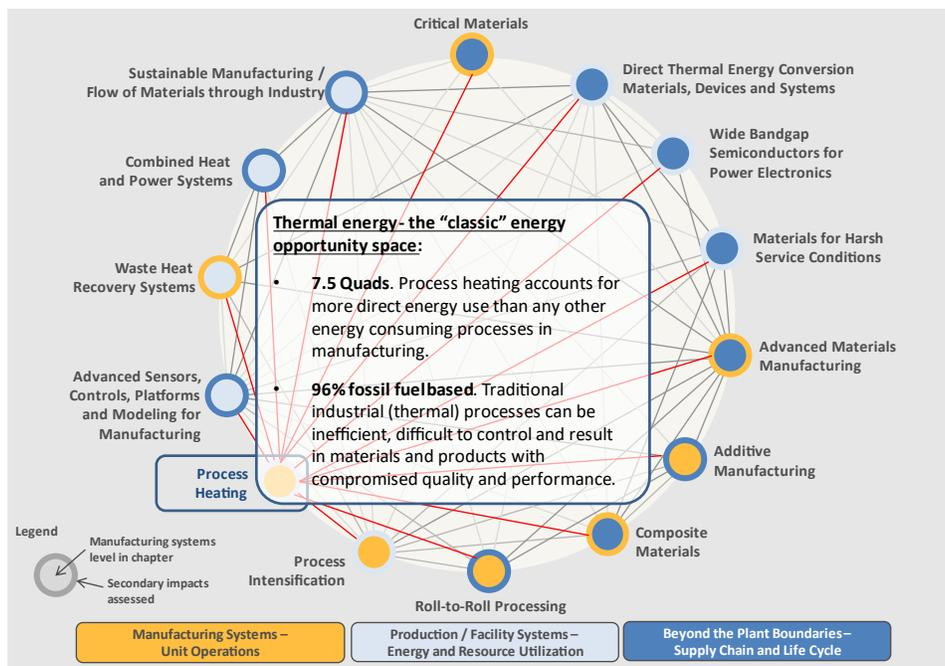 Critical Materials
Sustainable Manufacturing /
Flow of Materials through Industry
Direct Thermal Energy Conversion
Materials, Devices and Systems
Wide Bandgap
Semiconductors for
Power Electronics
Combined Heat
and Power Systems
Thermal energy - the “classic” energy
opportunity space:
Materials for Harsh
Service Conditions
Waste Heat
Recovery Systems
• 7.5 Quads. Process heating accounts for
more direct energy use than any other
energy consuming processes in
manufacturing.
Advanced Materials
Manufacturing
Advanced Sensors,
Controls, Platforms
and Modeling for
Manufacturing
• 96% fossil fuel based. Traditional
industrial (thermal) processes can be
inefficient, difficult to control and result
in materials and products with
compromised quality and performance.
Additive
Manufacturing
Process
Heating
Legend
Manufacturing systems
level in chapter
Secondary impacts
assessed
Process
Intensification
Composite
Materials
Roll-to-Roll Processing
Manufacturing Systems –
Unit Operations
Production / Facility Systems –
Energy and Resource Utilization
Beyond the Plant Boundaries –
Supply Chain and Life Cycle